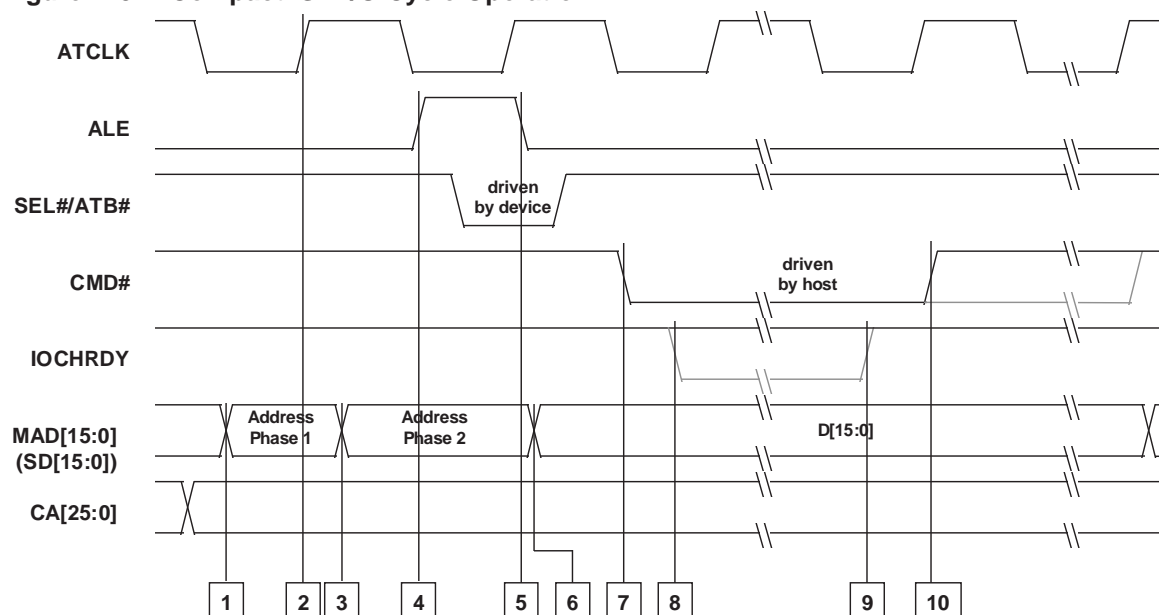 ATCLK
ALE
driven
by device
SEL#/ATB#
driven
by host
CMD#
IOCHRDY
Address
Phase 1
Address
Phase 2
D[15:0]
MAD[15:0]
(SD[15:0])
CA[25:0]
1 2 3 4 5 6 7 8 9 10